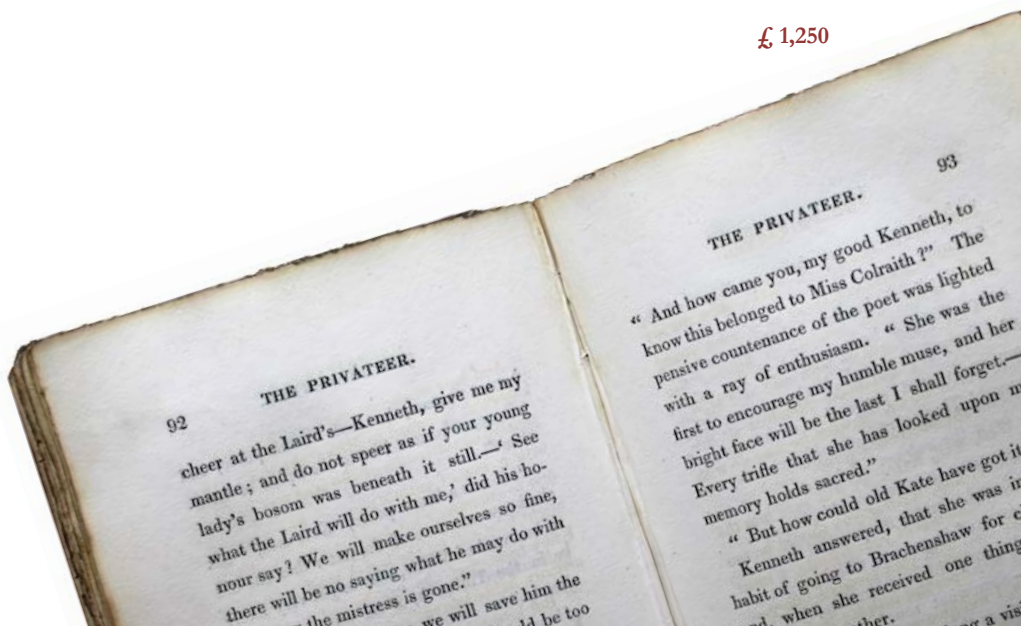 £ 1,250
92
THE PRIVATEER.
cheer at the Laird's—Kenneth, give me my
mantle; and do not speer as if your young
lady's bosom was beneath it still.—‘ See
what the Laird will do with me,’ did his ho-
nour say? We will make ourselves so fine,
there will be no saying what he may do with
the mistress is gone.”
we will save him the
be too
93
THE PRIVATEER.
“ And how came you, my good Kenneth, to
know this belonged to Miss Colraith?” The
pensive countenance of the poet was lighted
with a ray of enthusiasm. “ She was the
first to encourage my humble muse, and her
bright face will be the last I shall forget.—
Every trifle that she has looked upon
memory holds sacred.”
“ But how could old Kate have got it
Kenneth answered, that she was
habit of going to Brachenshaw for
when she received one thing